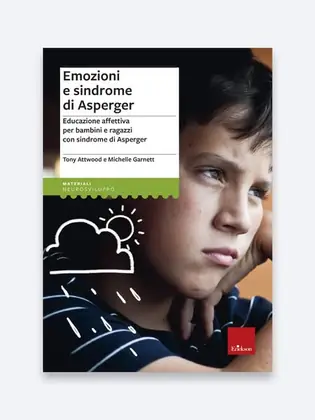 Emozioni
e sindrome
di Asperger
Educazione affettiva
per bambini e ragazzi
con sindrome di Asperger
Tony Attwood e Michelle Garnett
MATERIALI
NEUROSVILUPPO
Erickson